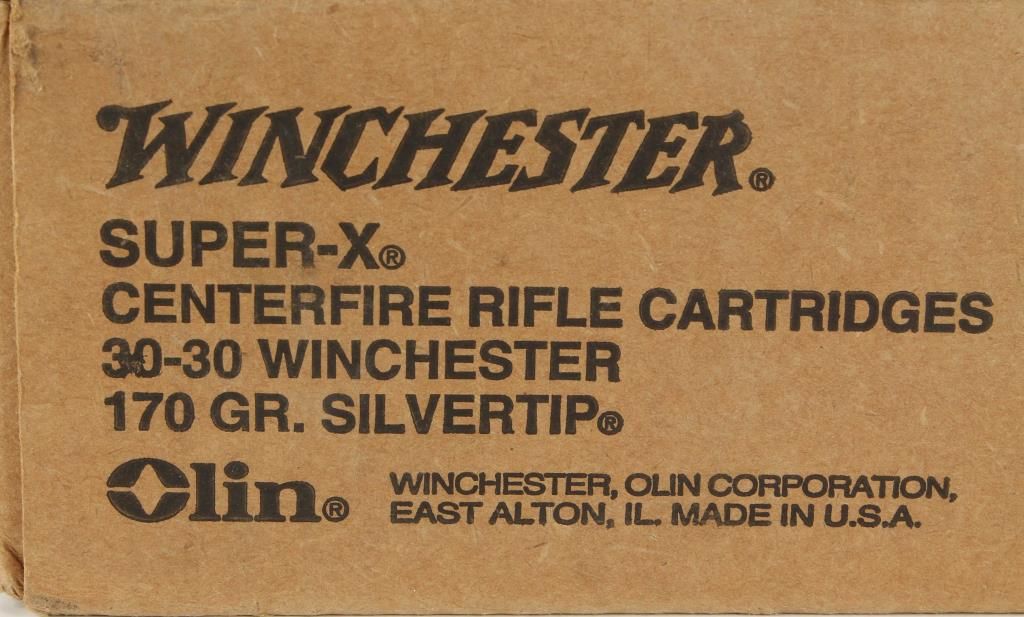 WINCHESTER®
SUPER-X®
CENTERFIRE RIFLE CARTRIDGES
30-30 WINCHESTER
170 GR. SILVERTIP®
Olin®
WINCHESTER, OLIN CORPORATION,
EAST ALTON, IL. MADE IN U.S.A.